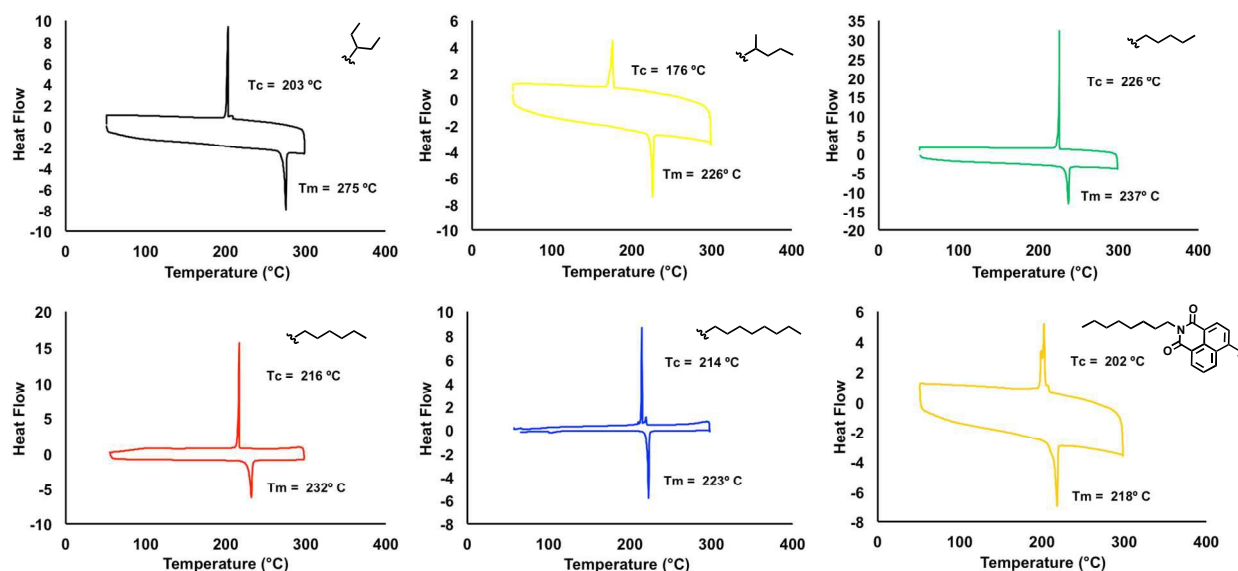 10
8
6
4
2
0
-2
-4
-6
-8
-10
Heat Flow
Tc = 203 ºC
Tm = 275 ºC
0 100 200 300 400
Temperature (°C)
6
4
2
0
-2
-4
-6
-8
-10
Heat Flow
Tc = 176 ºC
Tm = 226º C
0 100 200 300 400
Temperature (°C)
35
30
25
20
15
10
5
0
-5
-10
-15
-20
Heat Flow
Tc = 226 ºC
Tm = 237º C
0 100 200 300 400
Temperature (°C)
20
15
10
5
0
-5
-10
Heat Flow
Tc = 216 ºC
Tm = 232º C
0 100 200 300 400
Temperature (°C)
10
8
6
4
2
0
-2
-4
-6
-8
Heat Flow
Tc = 214 ºC
Tm = 223º C
0 100 200 300 400
Temperature (°C)
6
4
2
0
-2
-4
-6
-8
Heat Flow
O
N
O
Tc = 202 ºC
Tm = 218º C
0 100 200 300 400
Temperature (°C)